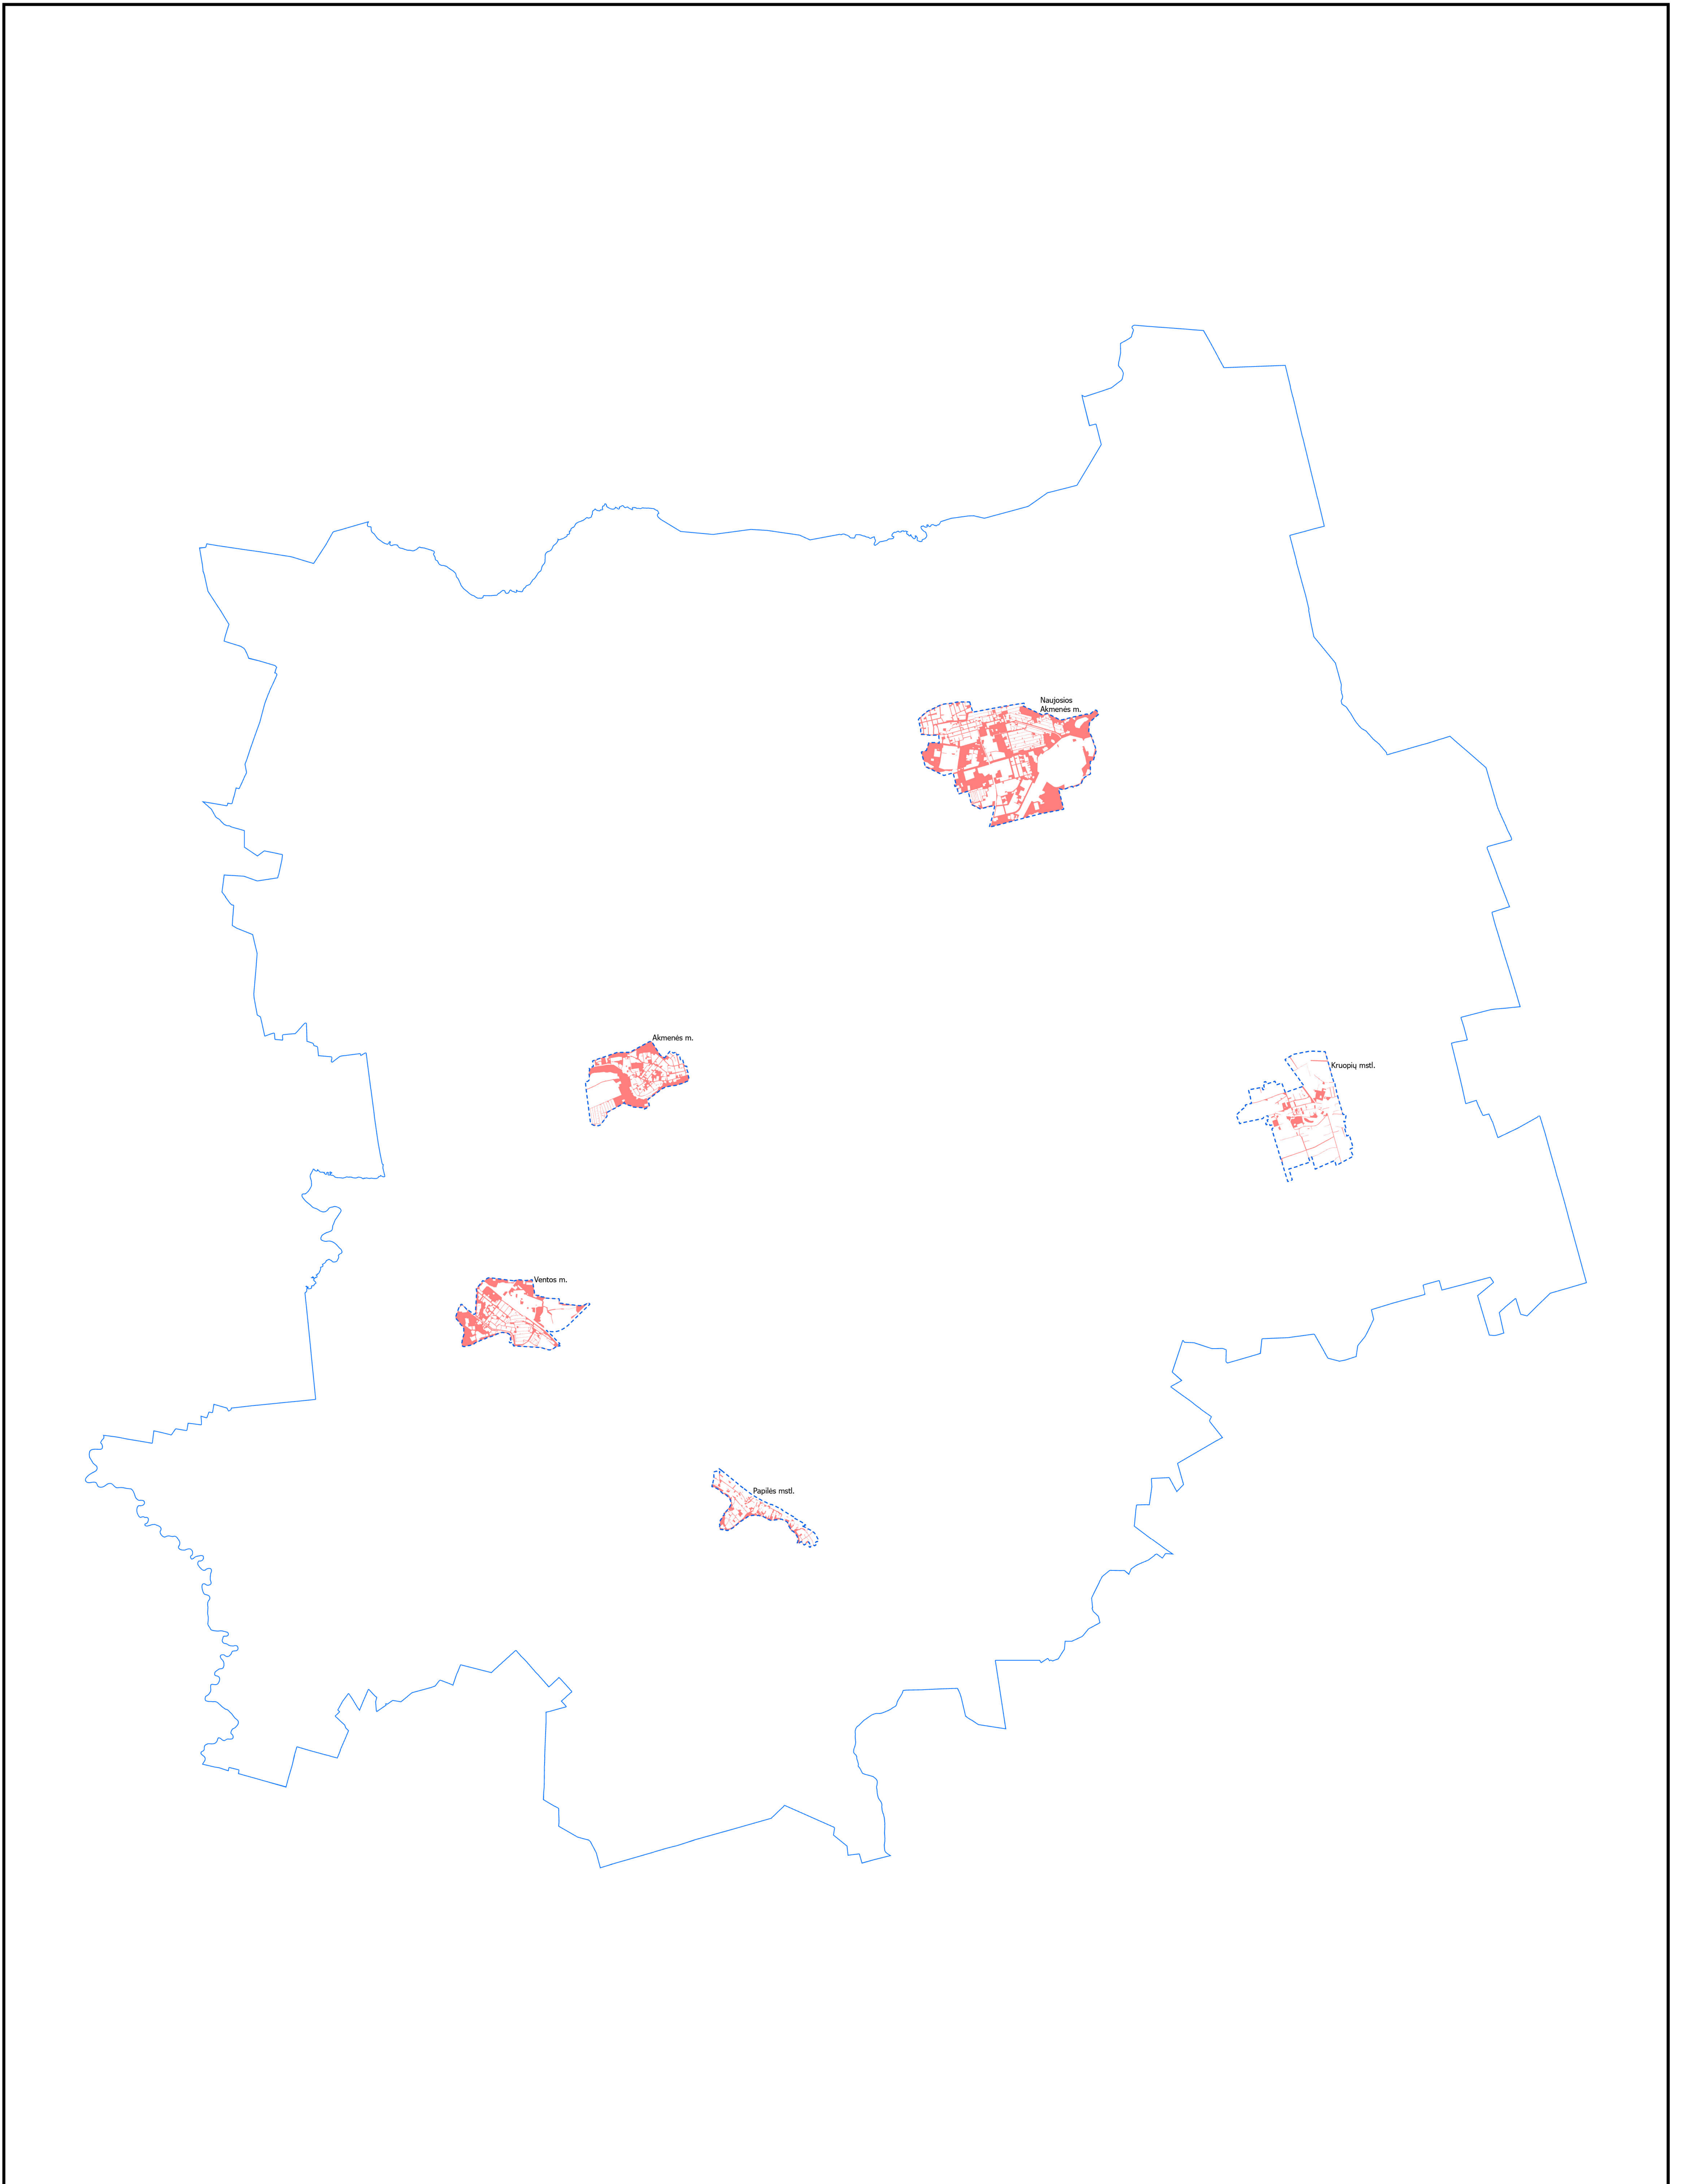 Naujosios
Akmenės m.
Akmenės m.
Kruopių mstl.
Ventos m.
Papilės mstl.